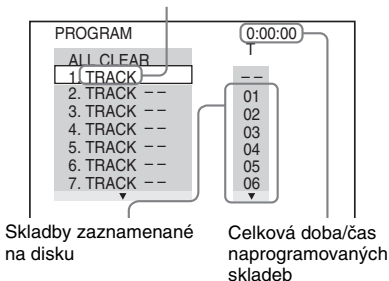 PROGRAM 0:00:00
T
ALL CLEAR
1. TRACK – –
2. TRACK – – 01
3. TRACK – – 02
4. TRACK – – 03
5. TRACK – – 04
6. TRACK – – 05
7. TRACK – – 06
Skladby zaznamenané
na disku
Celková doba/čas
naprogramovaných
skladeb